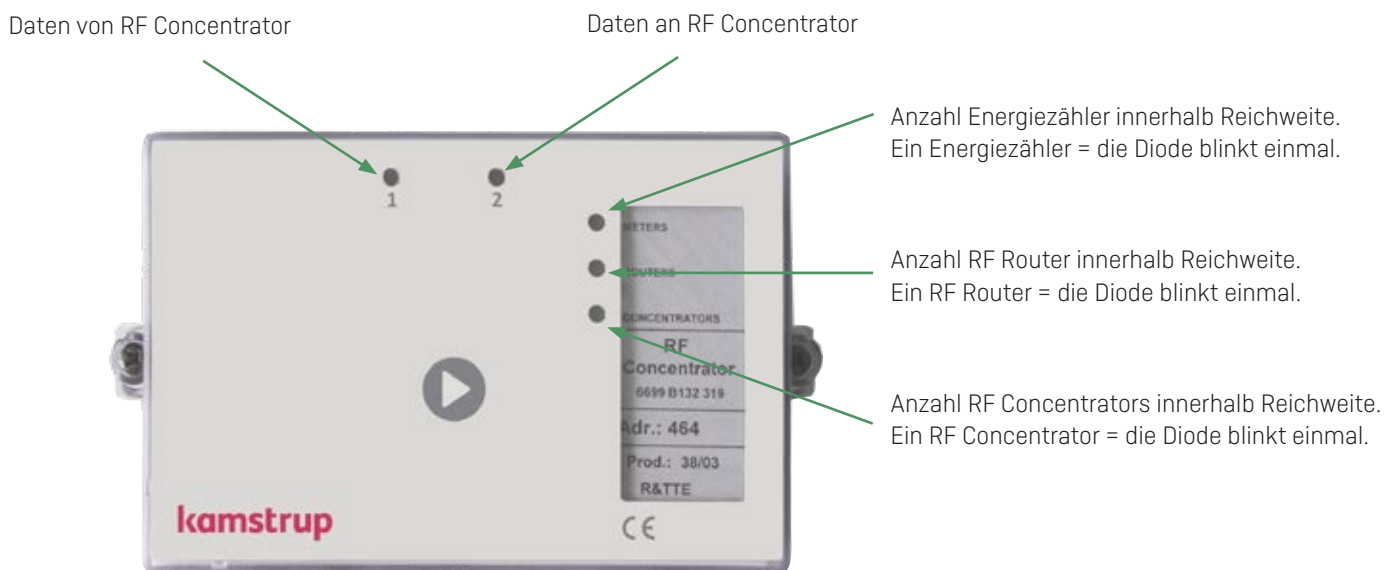 Daten von RF Concentrator
Daten an RF Concentrator
Anzahl Energiezähler innerhalb Reichweite.
Ein Energiezähler = die Diode blinkt einmal.
1
2
METERS
Anzahl RF Router innerhalb Reichweite.
Ein RF Router = die Diode blinkt einmal.
ROUTERS
CONCENTRATORS
RF
Concentrator
6699 B132 319
Anzahl RF Concentrators innerhalb Reichweite.
Ein RF Concentrator = die Diode blinkt einmal.
Adr.: 464
Prod.: 38/03
R&TTE
kamstrup
CE